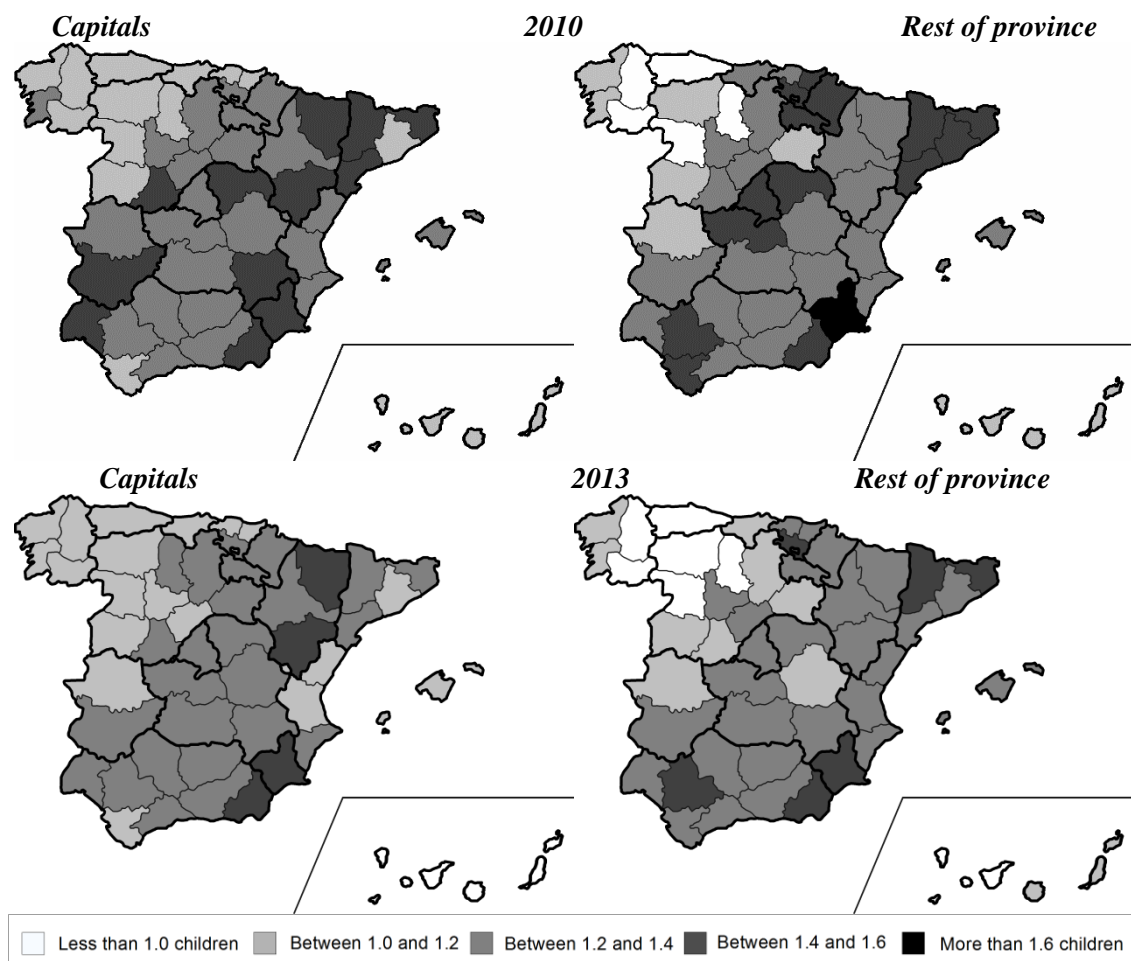 Capitals 2010 Rest of province
Capitals 2013 Rest of province
Less than 1.0 children Between 1.0 and 1.2 Between 1.2 and 1.4 Between 1.4 and 1.6 More than 1.6 children